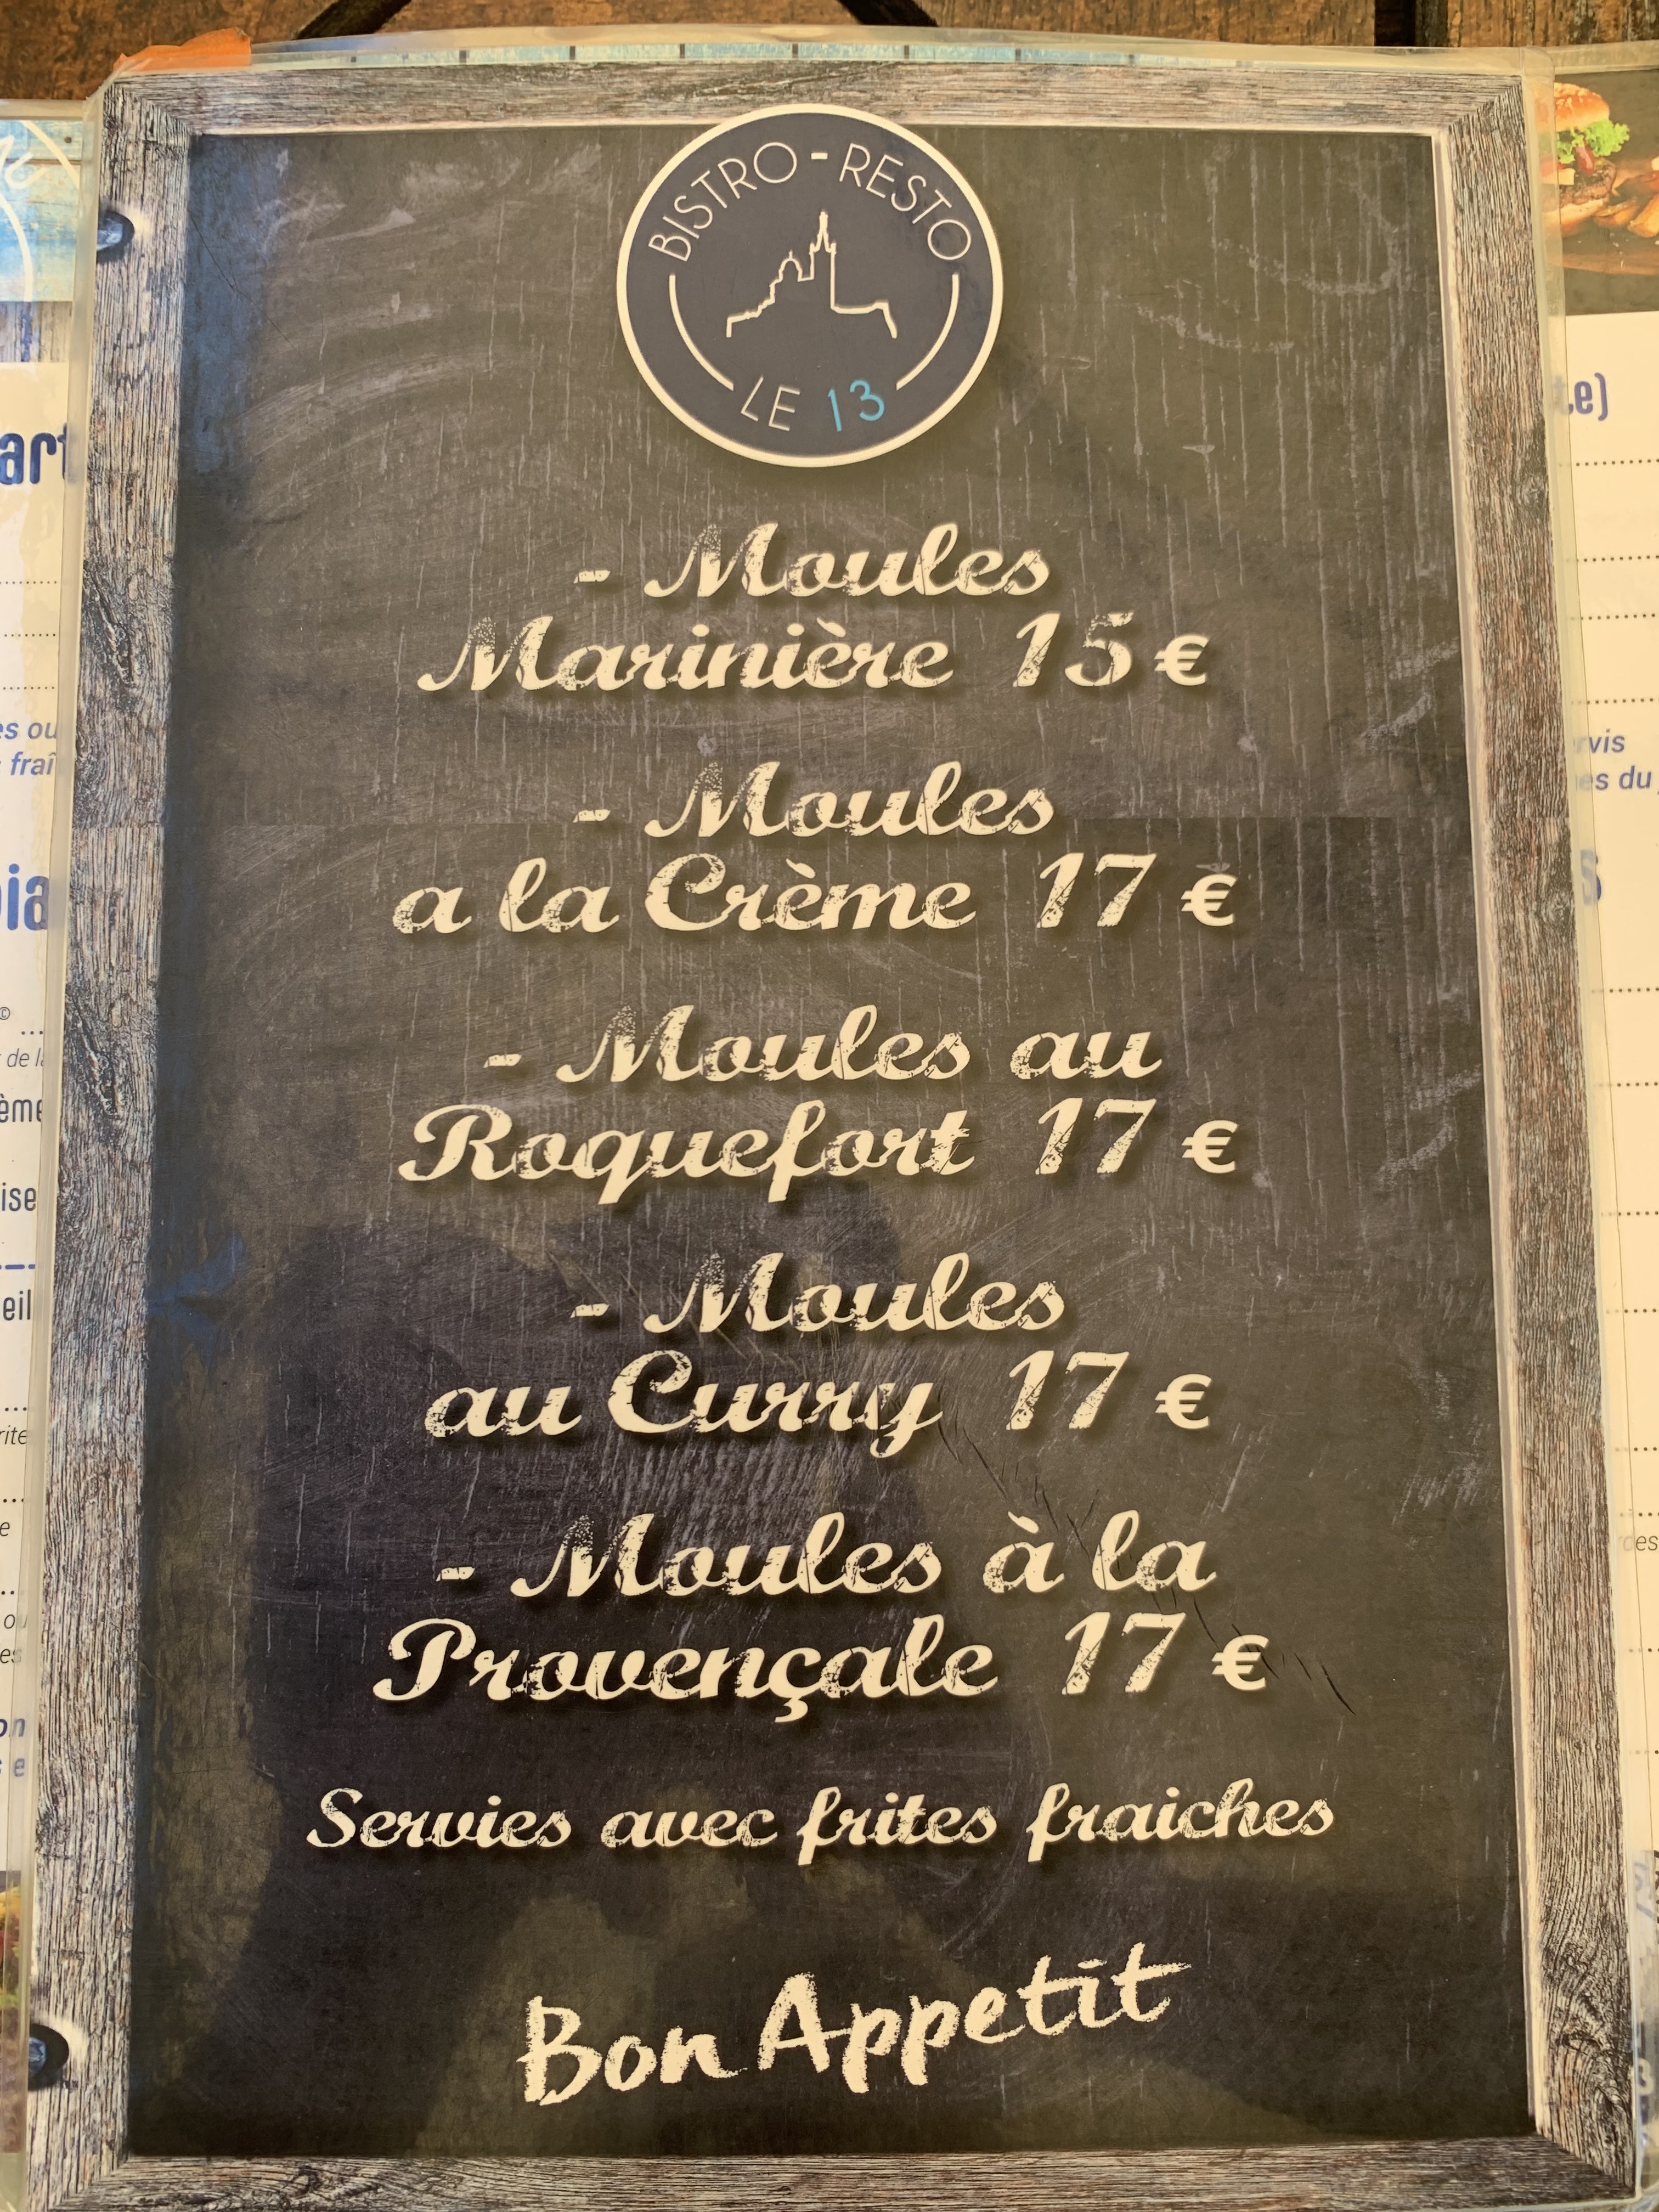 BISTRO-RESTO
LE 13
- Moules
Marinière 15 €
- Moules
a la Crème 17 €
- Moules au
Roquefort 17 €
- Moules
au Curry 17 €
- Moules à la
Provençale 17 €
Servies avec frites fraiches
Bon Appetit